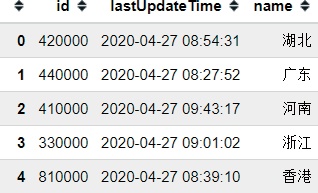 id lastUpdateTime name
0 420000 2020-04-27 08:54:31 湖北
1 440000 2020-04-27 08:27:52 广东
2 410000 2020-04-27 09:43:17 河南
3 330000 2020-04-27 09:01:02 浙江
4 810000 2020-04-27 08:39:10 香港